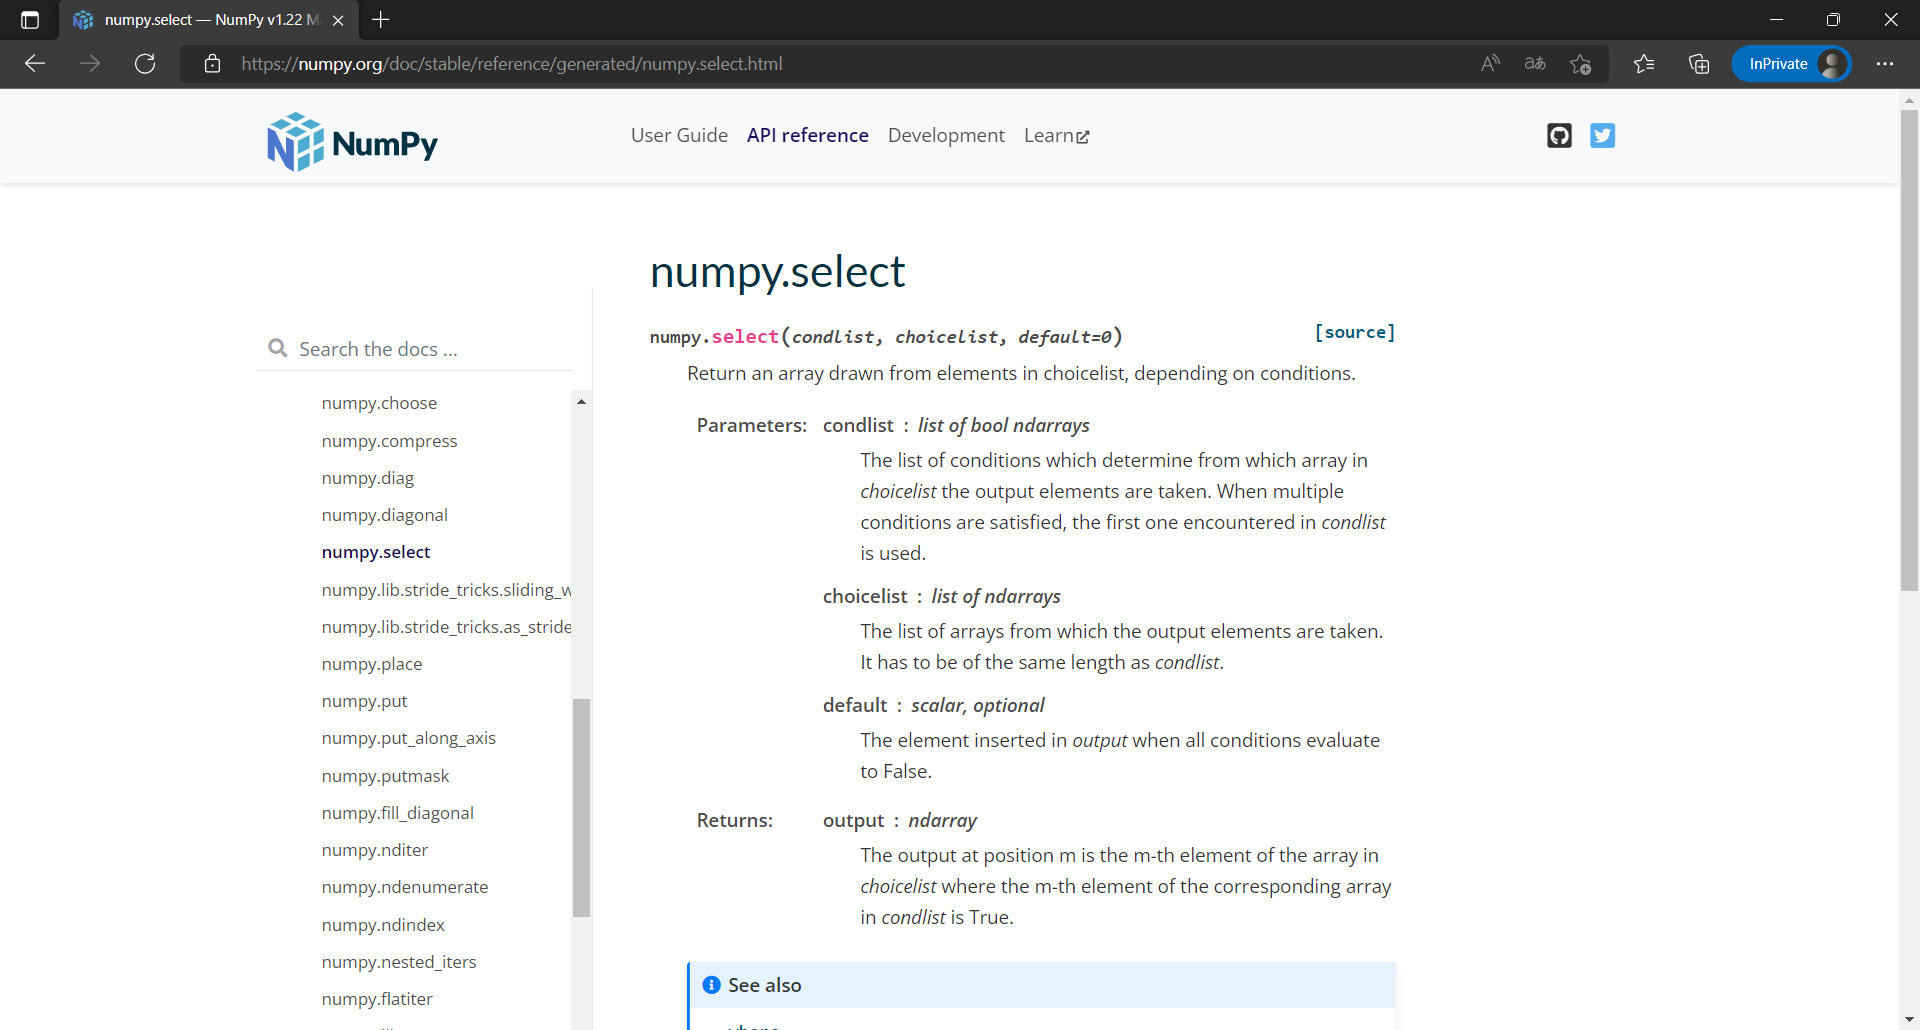 numpy.select — NumPy v1.22 M
https://numpy.org/doc/stable/reference/generated/numpy.select.html
InPrivate
NumPy
User Guide API reference Development Learn
numpy.select
Search the docs ...
numpy.choose
numpy.compress
numpy.diag
numpy.diagonal
numpy.select
numpy.lib.stride_tricks.sliding_w
numpy.lib.stride_tricks.as_stride
numpy.place
numpy.put
numpy.put_along_axis
numpy.putmask
numpy.fill_diagonal
numpy.nditer
numpy.ndenumerate
numpy.ndindex
numpy.nested_iters
numpy.flatiter
numpy.select(condlist, choicelist, default=0) [source]
Return an array drawn from elements in choicelist, depending on conditions.
Parameters: condlist : list of bool ndarrays
The list of conditions which determine from which array in
choicelist the output elements are taken. When multiple
conditions are satisfied, the first one encountered in condlist
is used.
choicelist : list of ndarrays
The list of arrays from which the output elements are taken.
It has to be of the same length as condlist.
default : scalar, optional
The element inserted in output when all conditions evaluate
to False.
Returns: output : ndarray
The output at position m is the m-th element of the array in
choicelist where the m-th element of the corresponding array
in condlist is True.
See also